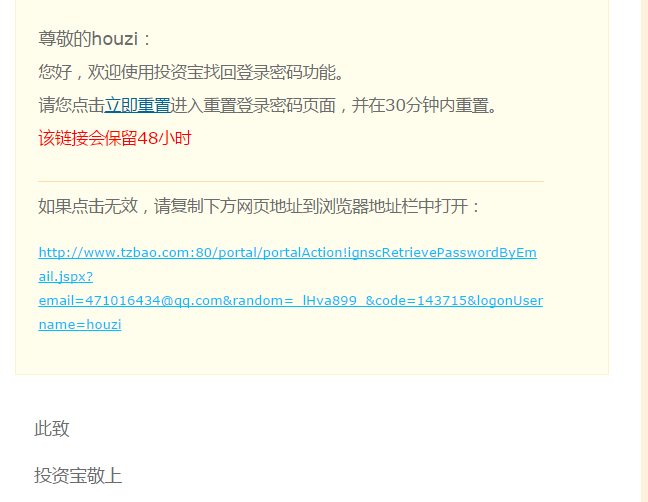 尊敬的houzi：
您好，欢迎使用投资宝找回登录密码功能。
请您点击立即重置进入重置登录密码页面，并在30分钟内重置。
该链接会保留48小时
如果点击无效，请复制下方网页地址到浏览器地址栏中打开：
http://www.tzbao.com:80/portal/portalAction!ignscRetrievePasswordByEm
ail.jspx?
email=471016434@qq.com&random=_lHva899_&code=143715&logonUser
name=houzi
此致
投资宝敬上